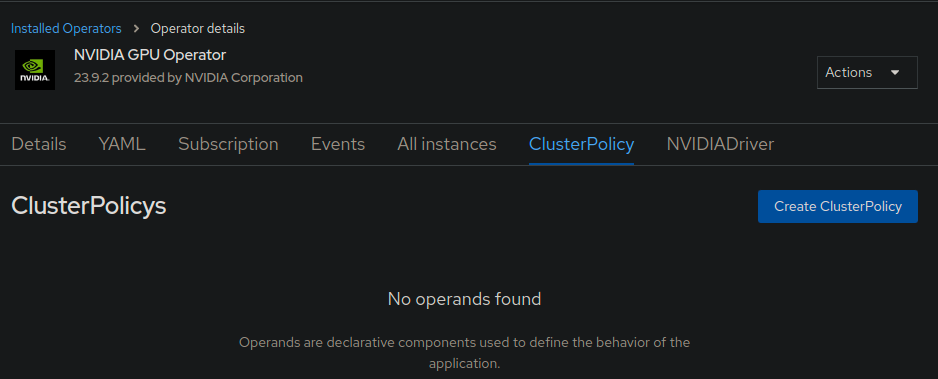 Installed Operators > Operator details
NVIDIA GPU Operator
23.9.2 provided by NVIDIA Corporation
NVIDIA.
Actions
Details YAML Subscription Events All instances ClusterPolicy NVIDIADriver
ClusterPolicys
Create ClusterPolicy
No operands found
Operands are declarative components used to define the behavior of the
application.